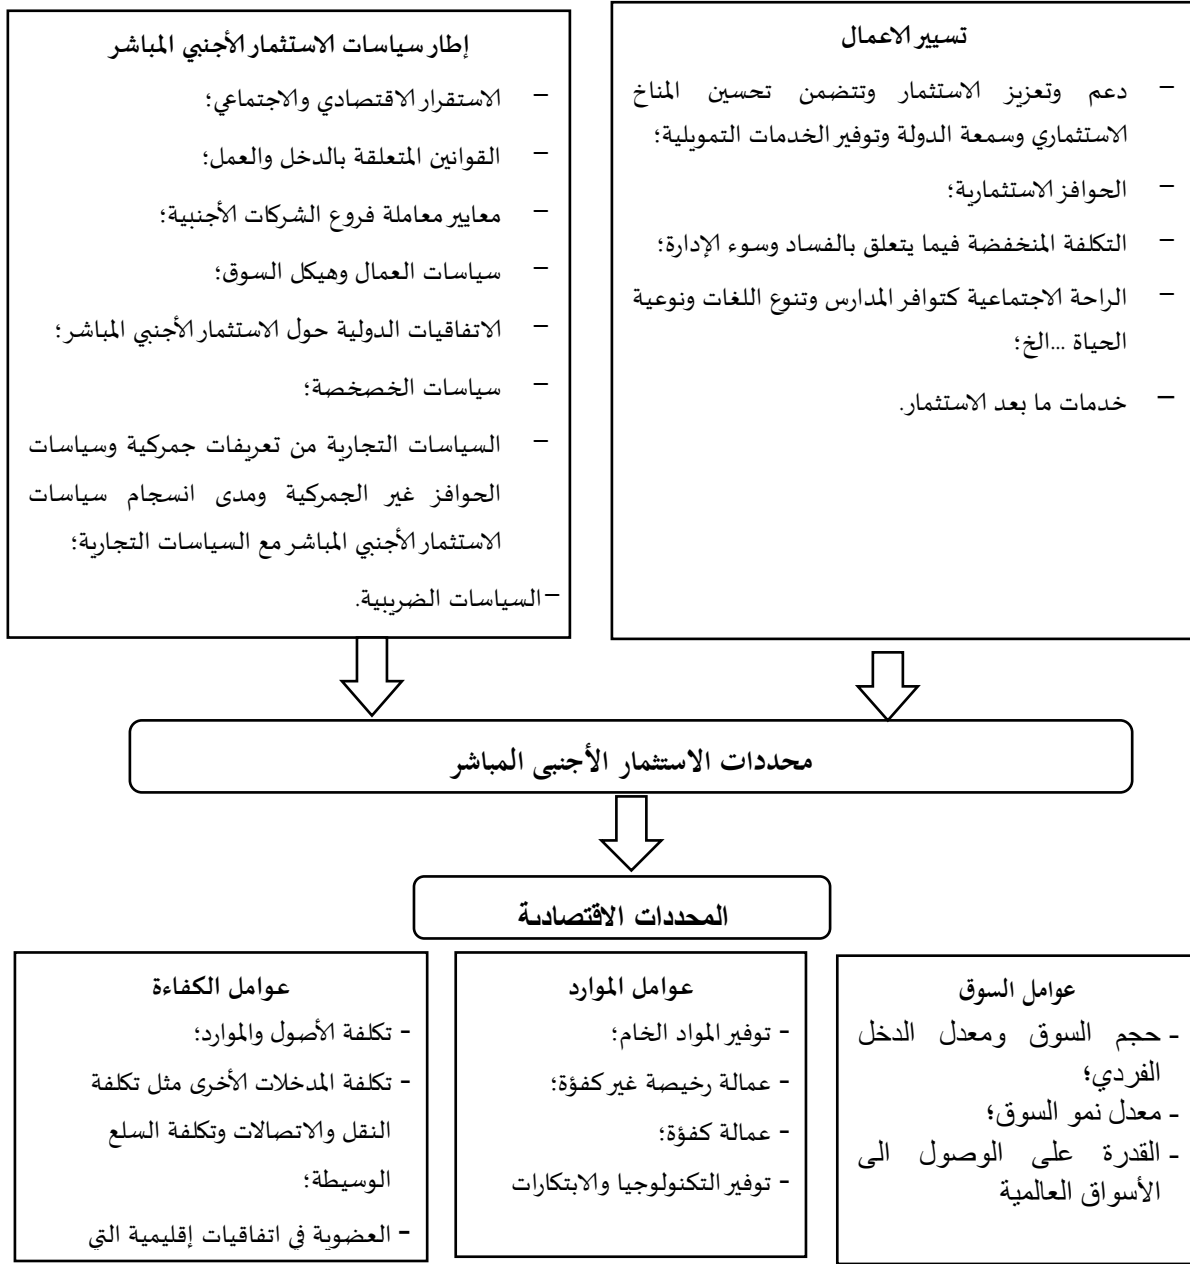 تسيير الاعمال
– دعم وتعزيز الاستثمار وتتضمن تحسين المناخ
الاستثماري وسمعة الدولة وتوفير الخدمات التمويلية؛
– الحوافز الاستثمارية؛
– التكلفة المنخفضة فيما يتعلق بالفساد وسوء الإدارة؛
– الراحة الاجتماعية كتوافر المدارس وتنوع اللغات ونوعية
الحياة ...الخ؛
– خدمات ما بعد الاستثمار.
إطار سياسات الاستثمار الأجنبي المباشر
– الاستقرار الاقتصادي والاجتماعي؛
– القوانين المتعلقة بالدخل والعمل؛
– معايير معاملة فروع الشركات الأجنبية؛
– سياسات العمال وهيكل السوق؛
– الاتفاقيات الدولية حول الاستثمار الأجنبي المباشر؛
– سياسات الخصخصة؛
– السياسات التجارية من تعريفات جمركية وسياسات
الحوافز غير الجمركية ومدى انسجام سياسات
الاستثمار الأجنبي المباشر مع السياسات التجارية؛
–السياسات الضريبية.
محددات الاستثمار الأجنبي المباشر
المحددات الاقتصادية
عوامل السوق
- حجم السوق ومعدل الدخل
الفردي؛
- معدل نمو السوق؛
- القدرة على الوصول الى
الأسواق العالمية
عوامل الموارد
- توفير المواد الخام؛
- عمالة رخيصة غير كفؤة؛
- عمالة كفؤة؛
- توفير التكنولوجيا والابتكارات
عوامل الكفاءة
- تكلفة الأصول والموارد؛
- تكلفة المدخلات الأخرى مثل تكلفة
النقل والاتصالات وتكلفة السلع
الوسيطة؛
- العضوية في اتفاقيات إقليمية التي